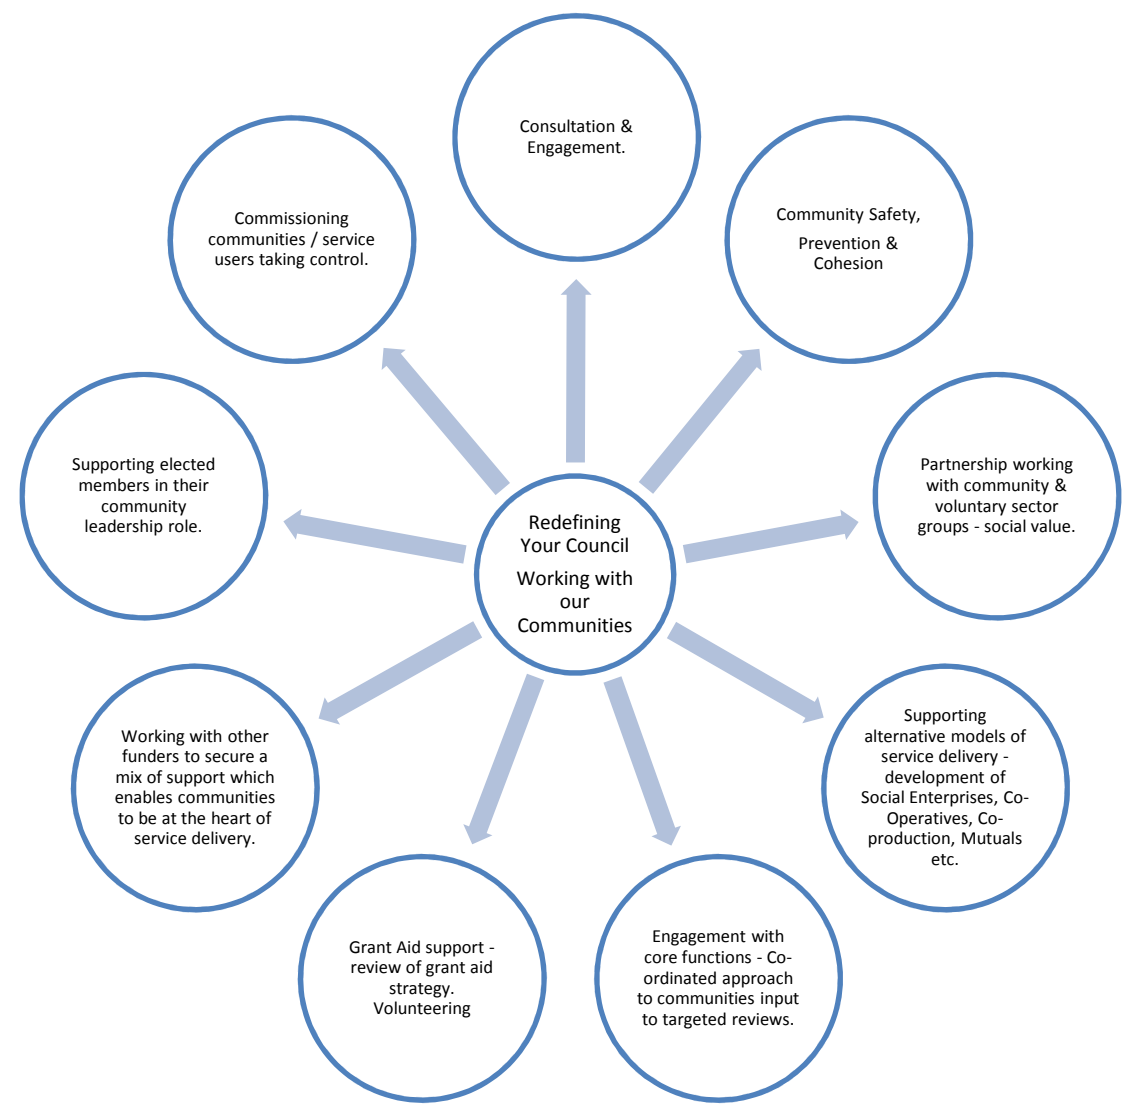 Consultation &
Engagement.
Community Safety,
Prevention &
Cohesion
Partnership working
with community &
voluntary sector
groups - social value.
Supporting
alternative models of
service delivery -
development of
Social Enterprises, Co-
Operatives, Co-
production, Mutuals
etc.
Engagement with
core functions - Co-
ordinated approach
to communities input
to targeted reviews.
Grant Aid support -
review of grant aid
strategy.
Volunteering
Working with other
funders to secure a
mix of support which
enables communities
to be at the heart of
service delivery.
Supporting elected
members in their
community
leadership role.
Commissioning
communities / service
users taking control.
Redefining
Your Council
Working with
our
Communities